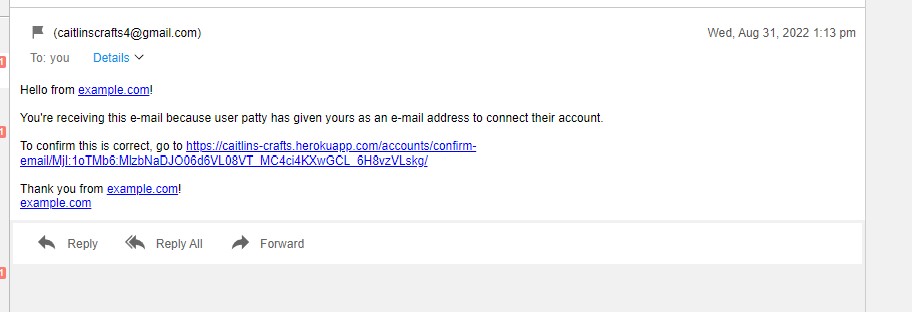 (caitlinscrafts4@gmail.com) Wed, Aug 31, 2022 1:13 pm
To: you Details
Hello from example.com!
You're receiving this e-mail because user patty has given yours as an e-mail address to connect their account.
To confirm this is correct, go to https://caitlins-crafts.herokuapp.com/accounts/confirm-
email/MjI:1oTMb6:MlzbNaDJO06d6VL08VT_MC4ci4KXwGCL_6H8vzVLskg/
Thank you from example.com!
example.com
Reply Reply All Forward
1
1
1